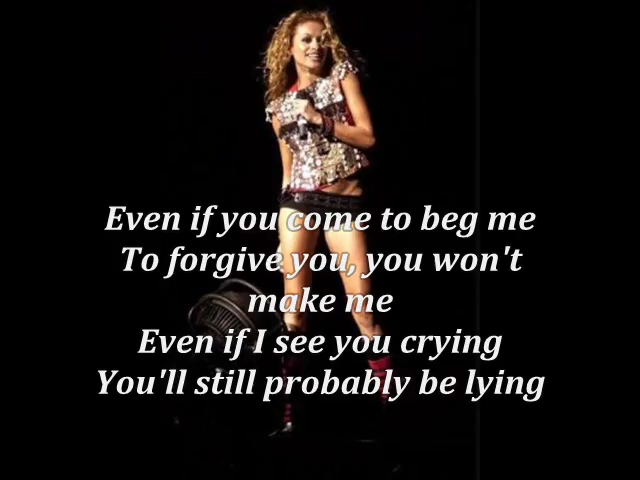 Even if you come to beg me
To forgive you, you won't
make me
Even if I see you crying
You'll still probably be lying